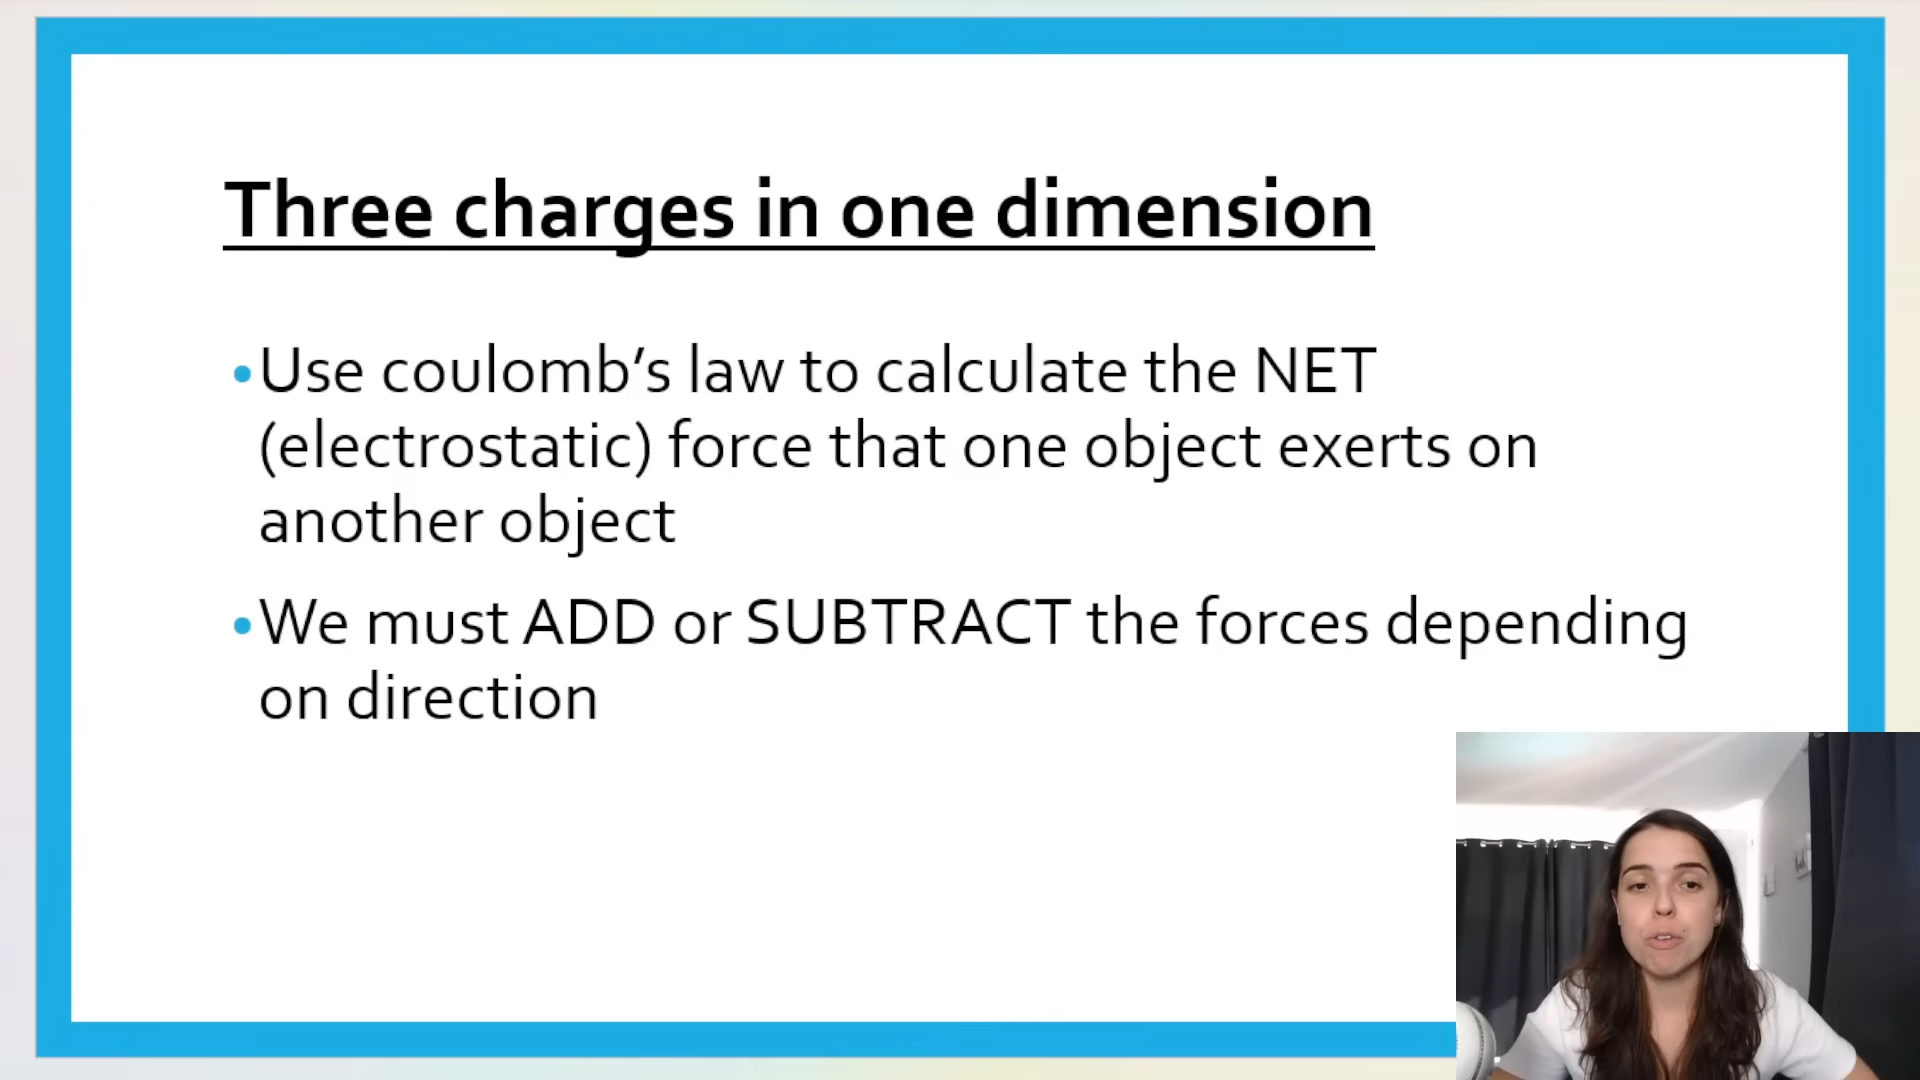 Three charges in one dimension
•Use coulomb’s law to calculate the NET
(electrostatic) force that one object exerts on
another object
•We must ADD or SUBTRACT the forces depending
on direction